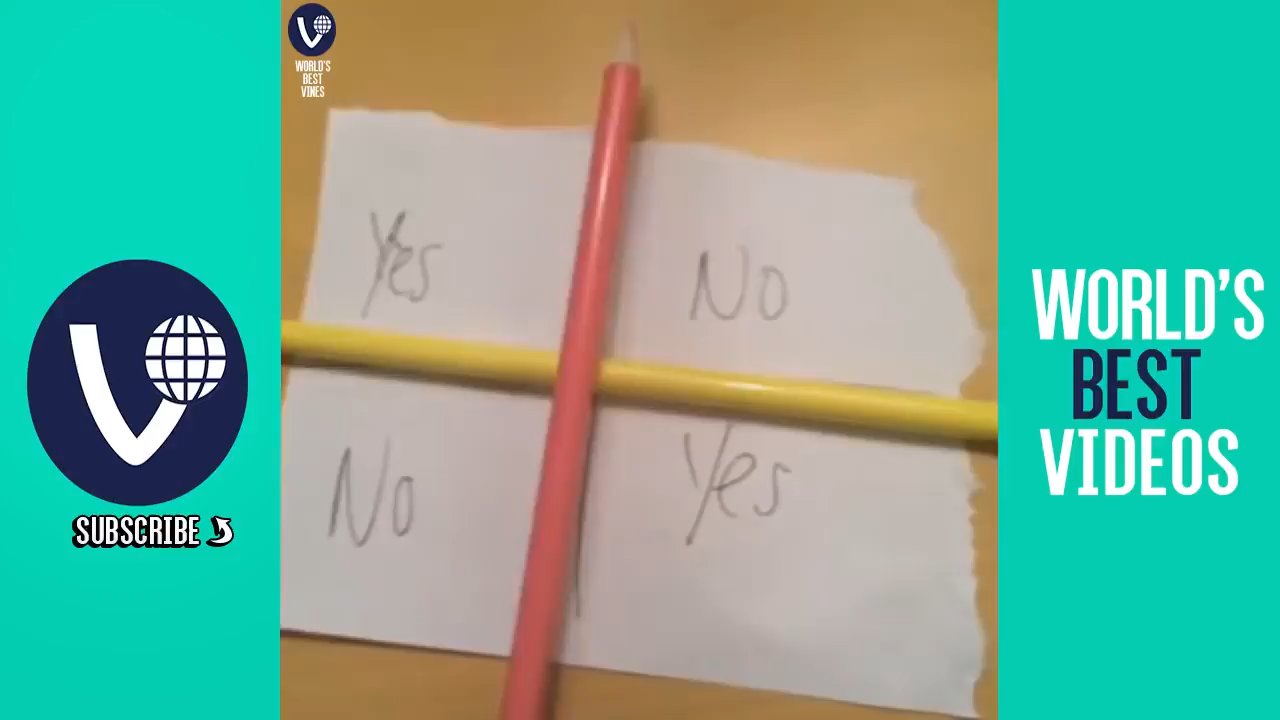 WORLD'S
BEST
VINES
Yes
No
No
Yes
SUBSCRIBE
WORLD'S
BEST
VIDEOS